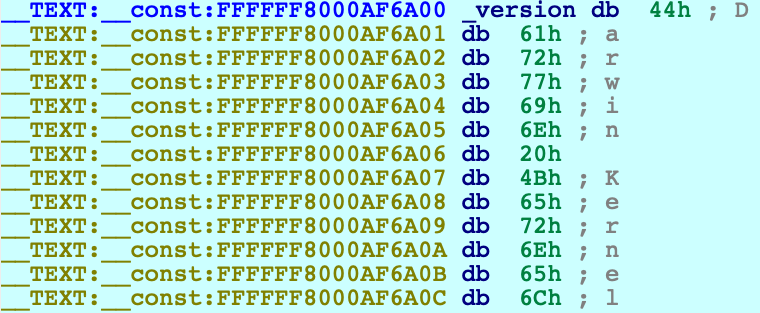 __TEXT:__const:FFFFFF8000AF6A00 _version db  44h ; D
__TEXT:__const:FFFFFF8000AF6A01 db  61h ; a
__TEXT:__const:FFFFFF8000AF6A02 db  72h ; r
__TEXT:__const:FFFFFF8000AF6A03 db  77h ; w
__TEXT:__const:FFFFFF8000AF6A04 db  69h ; i
__TEXT:__const:FFFFFF8000AF6A05 db  6Eh ; n
__TEXT:__const:FFFFFF8000AF6A06 db  20h
__TEXT:__const:FFFFFF8000AF6A07 db  4Bh ; K
__TEXT:__const:FFFFFF8000AF6A08 db  65h ; e
__TEXT:__const:FFFFFF8000AF6A09 db  72h ; r
__TEXT:__const:FFFFFF8000AF6A0A db  6Eh ; n
__TEXT:__const:FFFFFF8000AF6A0B db  65h ; e
__TEXT:__const:FFFFFF8000AF6A0C db  6Ch ; l